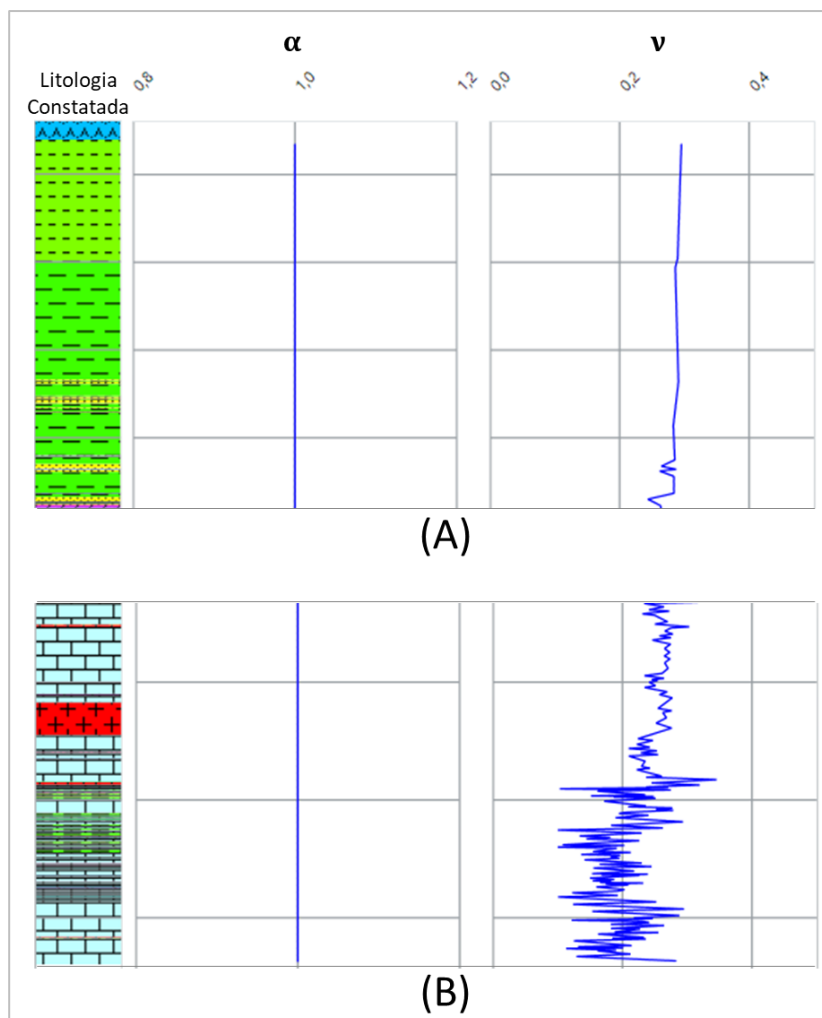 α ν
Litologia
Constatada
0,8 1,0 1,2 0,0 0,2 0,4
(A)
(B)